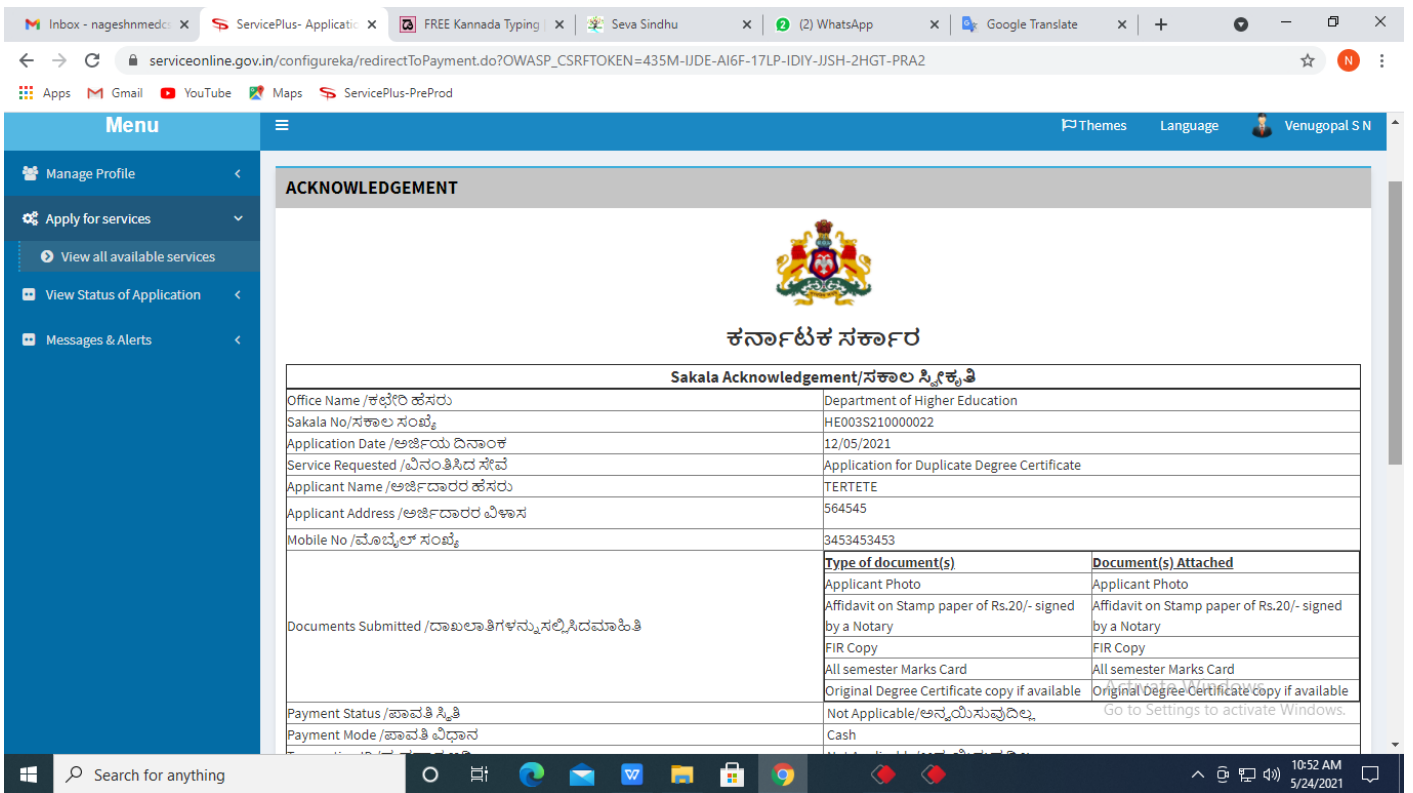 Inbox - nageshnmedcs ServicePlus- Applicatic FREE Kannada Typing Seva Sindhu (2) WhatsApp Google Translate
serviceonline.gov.in/configureka/redirectToPayment.do?OWASP_CSRFTOKEN=435M-IJDE-AI6F-17LP-IDIY-JJSH-2HGT-PRA2 N
Apps Gmail YouTube Maps ServicePlus-PreProd
Menu Themes Language Venugopal S N
Manage Profile
Apply for services
View all available services
View Status of Application
Messages & Alerts
ACKNOWLEDGEMENT
ಕರ್ನಾಟಕ ಸರ್ಕಾರ
Sakala Acknowledgement/ಸಕಾಲ ಸ್ವೀಕೃತಿ
Office Name /ಕಛೇರಿ ಹೆಸರು Department of Higher Education
Sakala No/ಸಕಾಲ ಸಂಖ್ಯೆ HE003S210000022
Application Date /ಅರ್ಜಿಯ ದಿನಾಂಕ 12/05/2021
Service Requested /ವಿನಂತಿಸಿದ ಸೇವೆ Application for Duplicate Degree Certificate
Applicant Name /ಅರ್ಜಿದಾರರ ಹೆಸರು TERTETE
Applicant Address /ಅರ್ಜಿದಾರರ ವಿಳಾಸ 564545
Mobile No /ಮೊಬೈಲ್ ಸಂಖ್ಯೆ 3453453453
Documents Submitted /ದಾಖಲಾತಿಗಳನ್ನು ಸಲ್ಲಿಸಿದಮಾಹಿತಿ
Type of document(s) Document(s) Attached
Applicant Photo Applicant Photo
Affidavit on Stamp paper of Rs.20/- signed Affidavit on Stamp paper of Rs.20/- signed
by a Notary by a Notary
FIR Copy FIR Copy
All semester Marks Card All semester Marks Card
Original Degree Certificate copy if available Original Degree Certificate copy if available
Payment Status /ಪಾವತಿ ಸ್ಥಿತಿ Not Applicable/ಅನ್ವಯಿಸುವುದಿಲ್ಲ
Payment Mode /ಪಾವತಿ ವಿಧಾನ Cash
Activate Windows
Go to Settings to activate Windows.
Search for anything 10:52 AM
5/24/2021